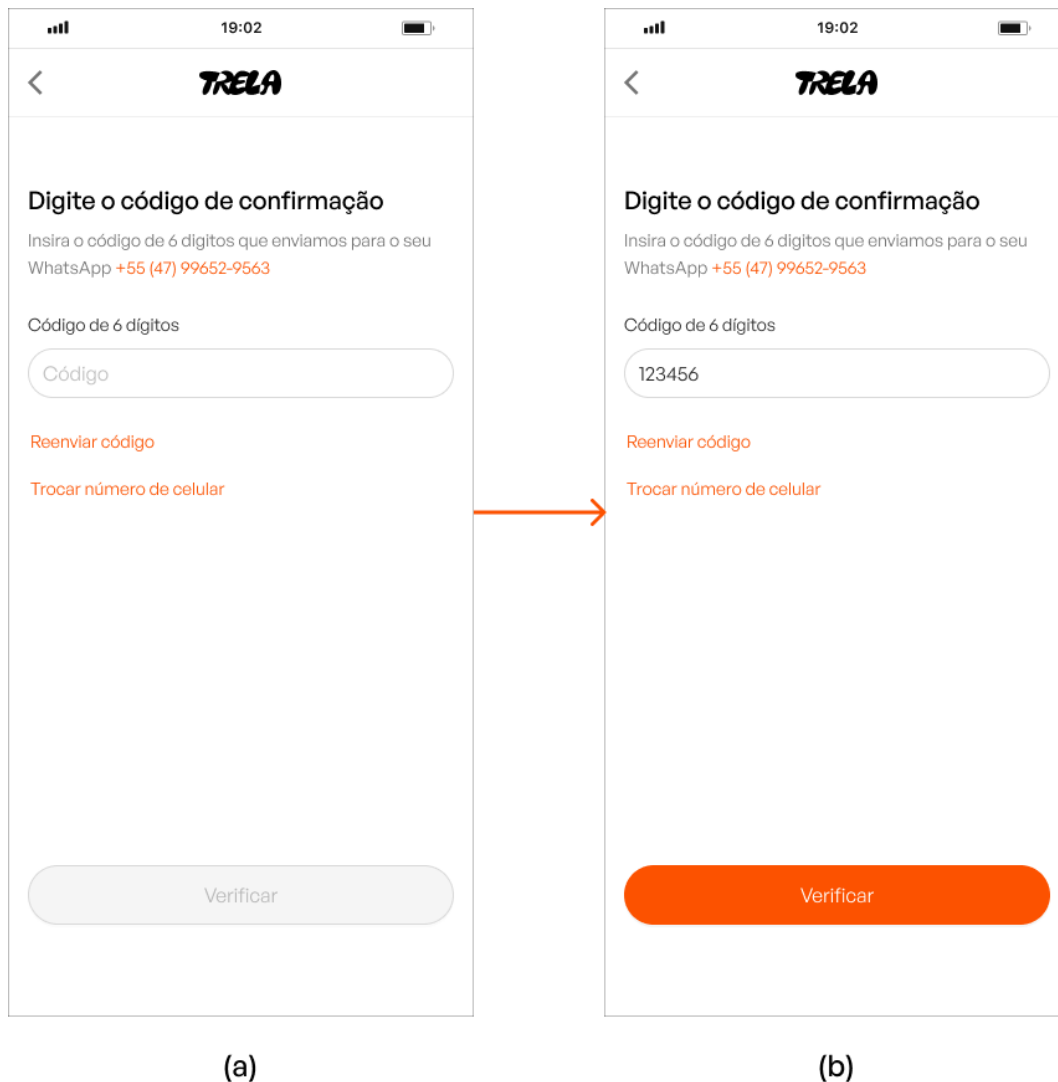 19:02
TRELA
Digite o código de confirmação
Insira o código de 6 digitos que enviamos para o seu
WhatsApp +55 (47) 99652-9563
Código de 6 dígitos
Código
Reenviar código
Trocar número de celular
Verificar
(a)
19:02
TRELA
Digite o código de confirmação
Insira o código de 6 digitos que enviamos para o seu
WhatsApp +55 (47) 99652-9563
Código de 6 dígitos
123456
Reenviar código
Trocar número de celular
Verificar
(b)